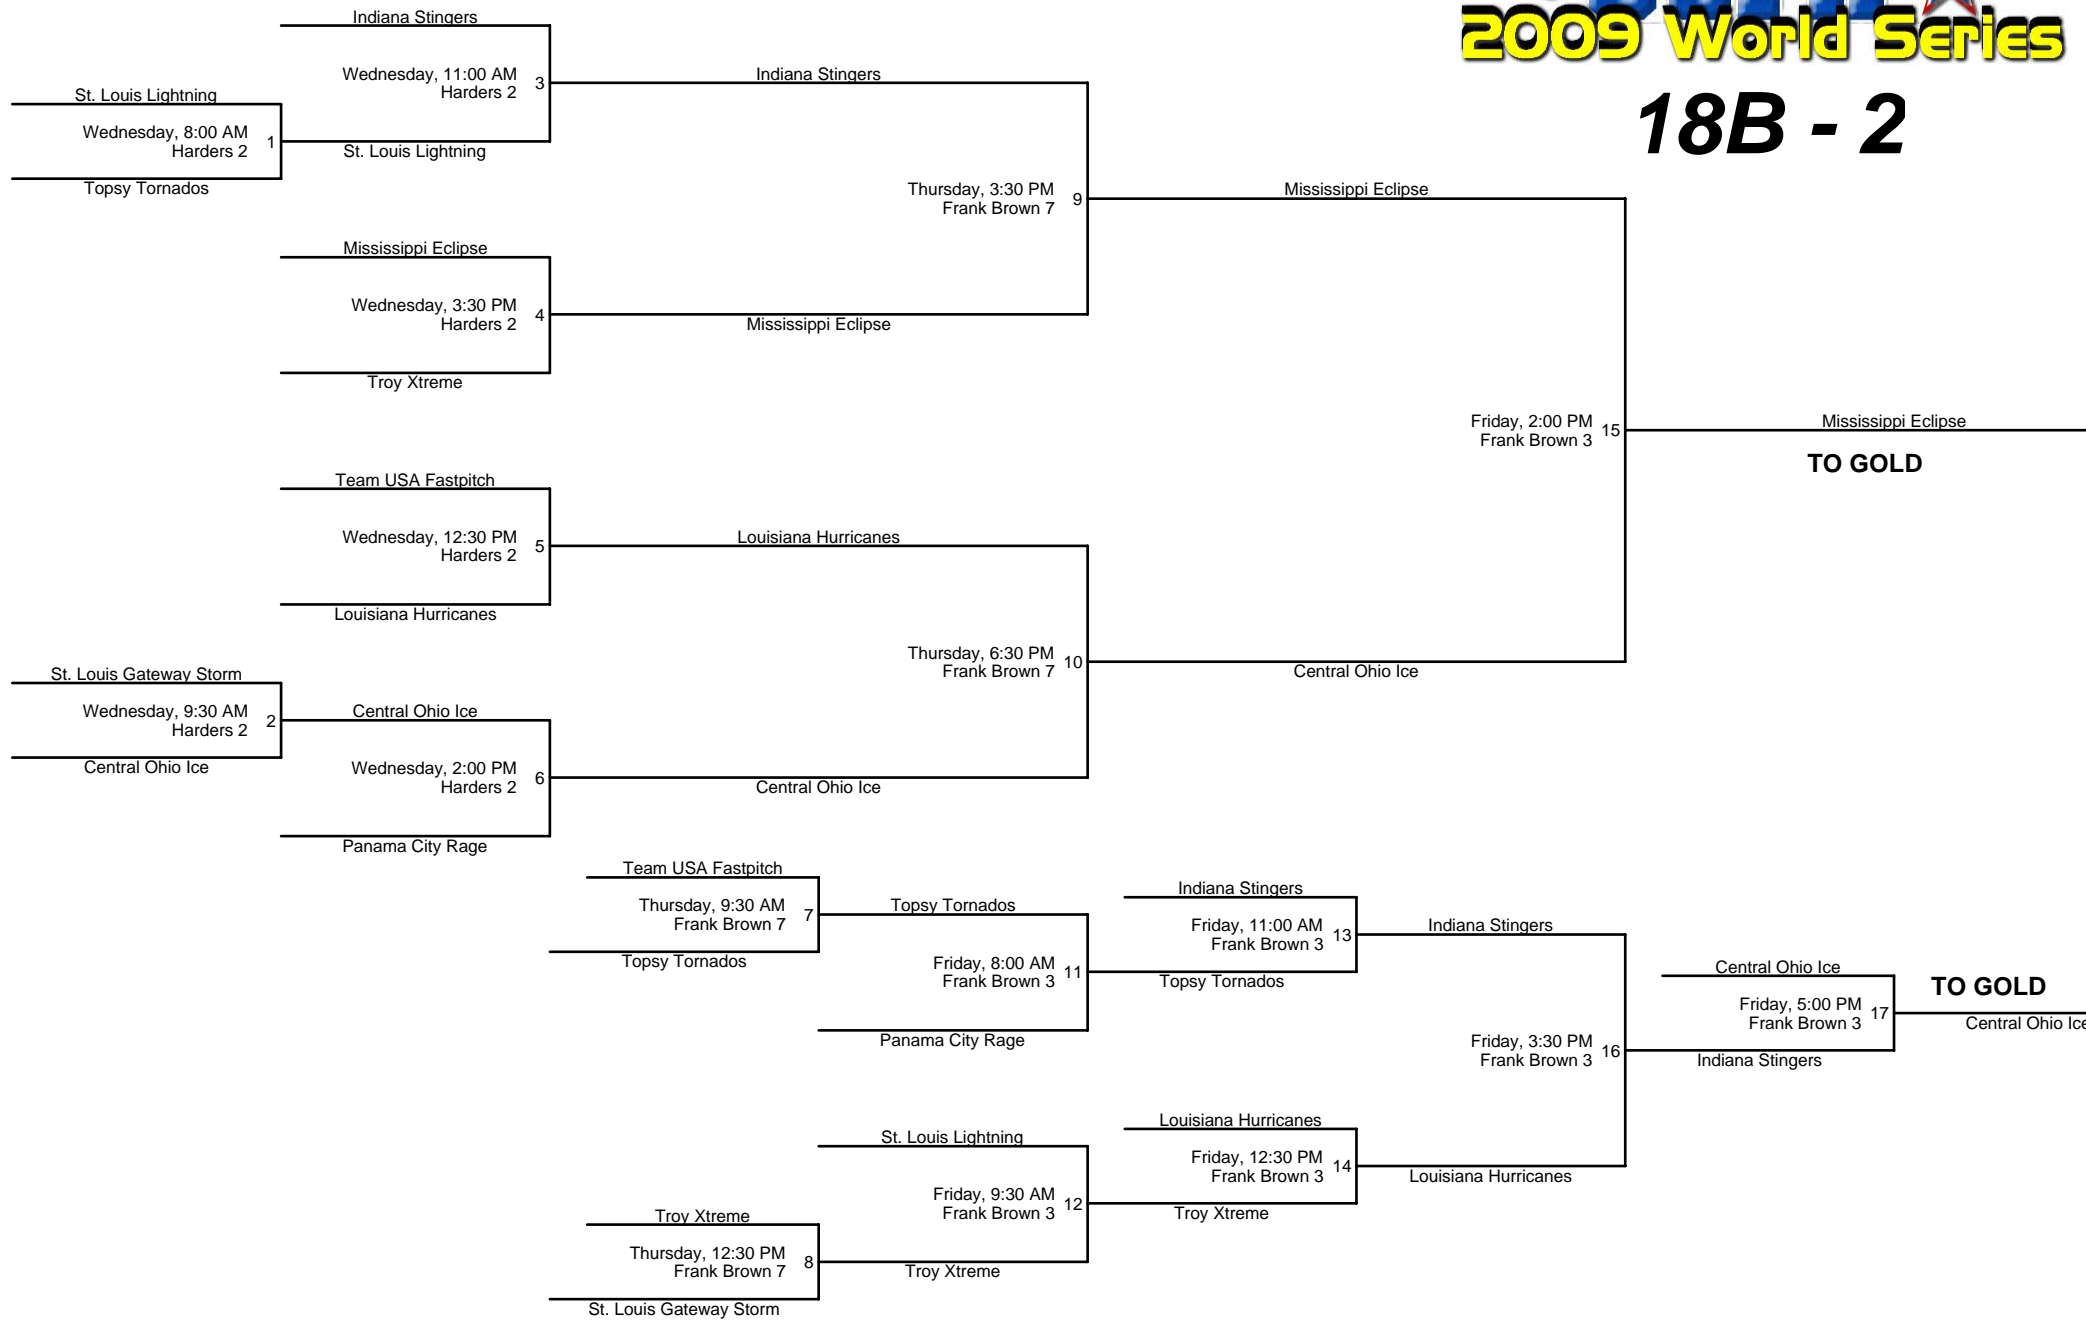 2009 World Series
18B - 2
Indiana Stingers
Wednesday, 11:00 AM
Harders 2
3
Indiana Stingers
St. Louis Lightning
Wednesday, 8:00 AM
Harders 2
1
St. Louis Lightning
Topsy Tornados
Thursday, 3:30 PM
Frank Brown 7
9
Mississippi Eclipse
Mississippi Eclipse
Wednesday, 3:30 PM
Harders 2
4
Mississippi Eclipse
Troy Xtreme
Friday, 2:00 PM
Frank Brown 3
15
Mississippi Eclipse
TO GOLD
Team USA Fastpitch
Wednesday, 12:30 PM
Harders 2
5
Louisiana Hurricanes
Louisiana Hurricanes
Thursday, 6:30 PM
Frank Brown 7
10
Central Ohio Ice
St. Louis Gateway Storm
Wednesday, 9:30 AM
Harders 2
2
Central Ohio Ice
Central Ohio Ice
Wednesday, 2:00 PM
Harders 2
6
Central Ohio Ice
Panama City Rage
Team USA Fastpitch
Thursday, 9:30 AM
Frank Brown 7
7
Topsy Tornados
Topsy Tornados
Friday, 8:00 AM
Frank Brown 3
11
Panama City Rage
Indiana Stingers
Friday, 11:00 AM
Frank Brown 3
13
Topsy Tornados
Indiana Stingers
Friday, 3:30 PM
Frank Brown 3
16
Central Ohio Ice
Friday, 5:00 PM
Frank Brown 3
17
Indiana Stingers
TO GOLD
Central Ohio Ice
St. Louis Lightning
Friday, 9:30 AM
Frank Brown 3
12
Louisiana Hurricanes
Friday, 12:30 PM
Frank Brown 3
14
Louisiana Hurricanes
Troy Xtreme
Troy Xtreme
Thursday, 12:30 PM
Frank Brown 7
8
Troy Xtreme
St. Louis Gateway Storm